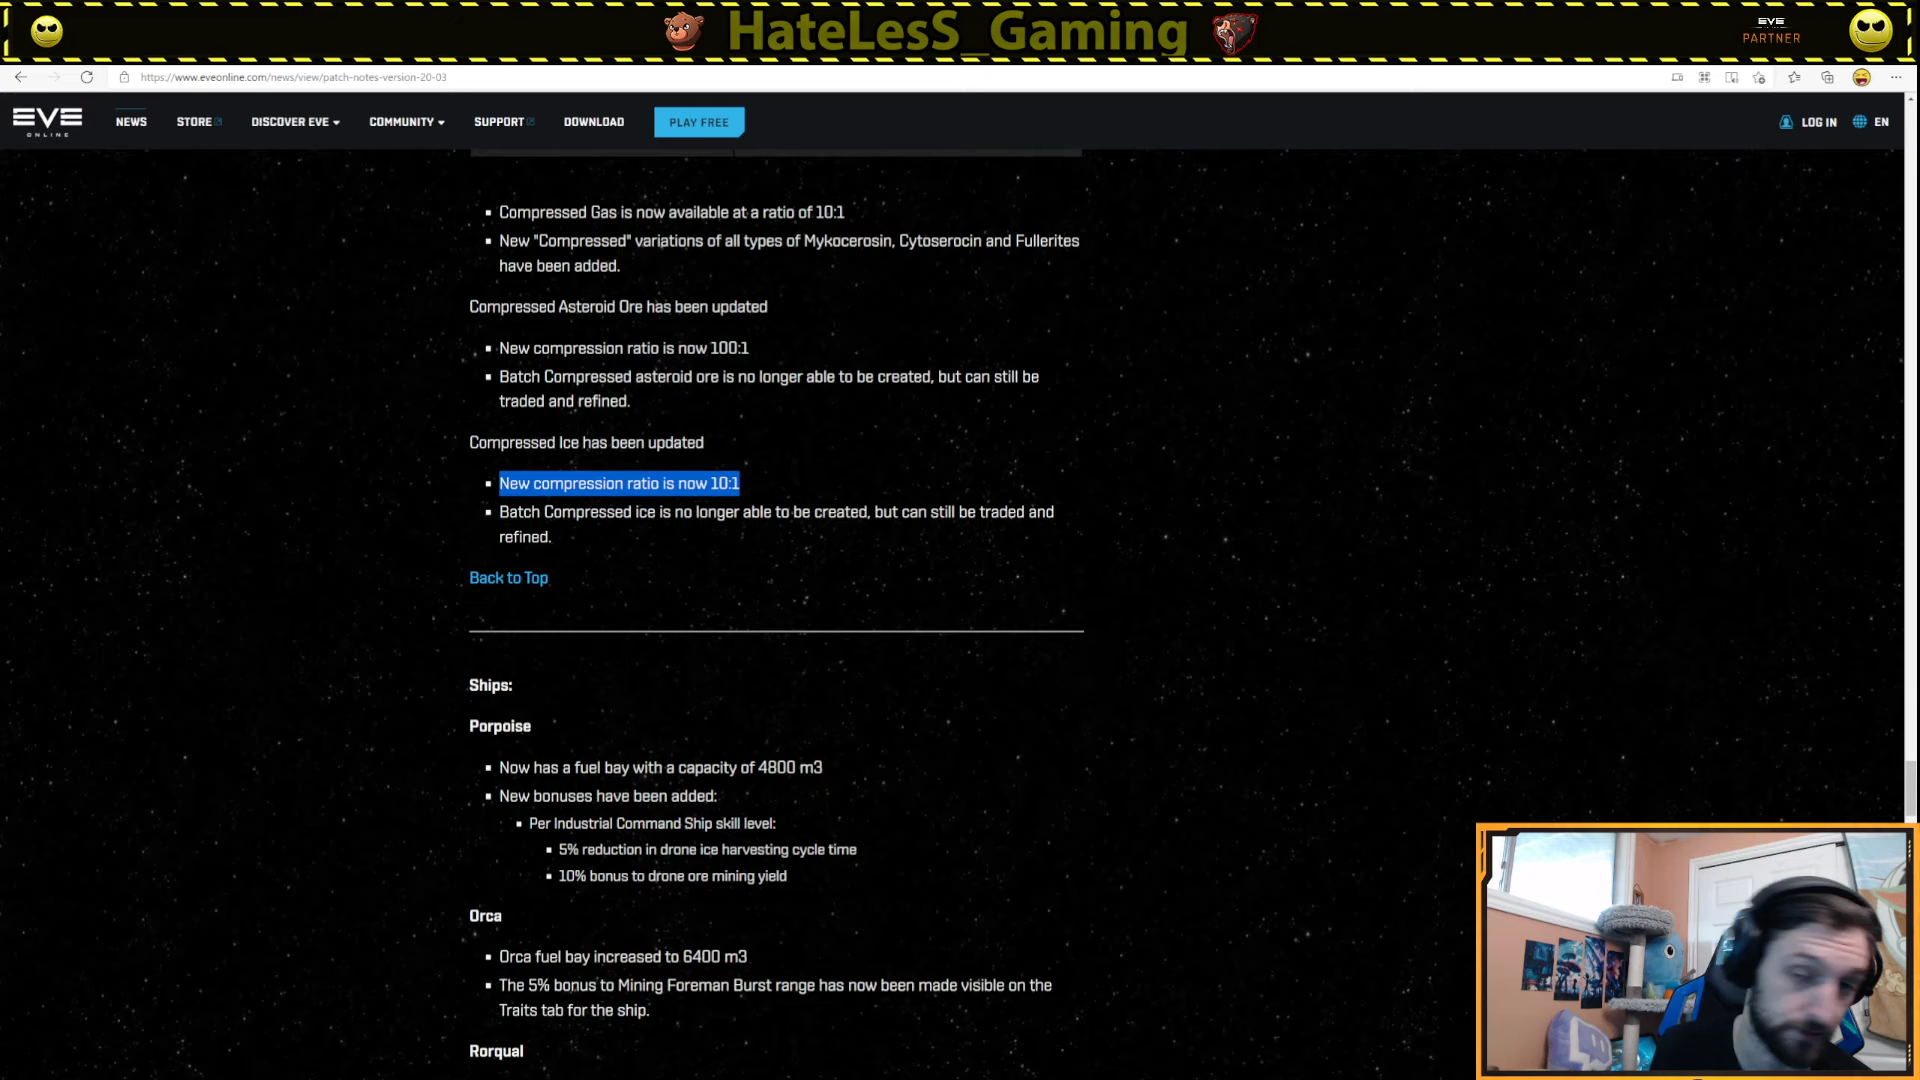 HateLesS_Gaming
EVE
PARTNER
https://www.eveonline.com/news/view/patch-notes-version-20-03
EVE
ONLINE
NEWS
STORE
DISCOVER EVE
COMMUNITY
SUPPORT
DOWNLOAD
PLAY FREE
LOG IN
EN
Compressed Gas is now available at a ratio of 10:1
New "Compressed" variations of all types of Mykocerosin, Cytoserocin and Fullerites
have been added.
Compressed Asteroid Ore has been updated
New compression ratio is now 100:1
Batch Compressed asteroid ore is no longer able to be created, but can still be
traded and refined.
Compressed Ice has been updated
New compression ratio is now 10:1
Batch Compressed ice is no longer able to be created, but can still be traded and
refined.
Back to Top
Ships:
Porpoise
Now has a fuel bay with a capacity of 4800 m3
New bonuses have been added:
Per Industrial Command Ship skill level:
5% reduction in drone ice harvesting cycle time
10% bonus to drone ore mining yield
Orca
Orca fuel bay increased to 6400 m3
The 5% bonus to Mining Foreman Burst range has now been made visible on the
Traits tab for the ship.
Rorqual